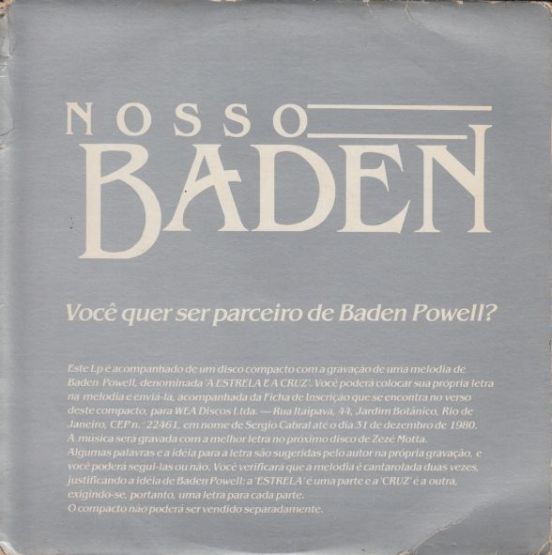 NOSSO
BADEN
Você quer ser parceiro de Baden Powell?
Este Lp é acompanhado de um disco compacto com a gravação de uma melodia de
Baden Powell, denominada 'A ESTRELA E A CRUZ'. Você poderá colocar sua própria letra
na melodia e enviá-la, acompanhada da Ficha de Inscrição que se encontra no verso
deste compacto, para WEA Discos Ltda. — Rua Itaipava, 44, Jardim Botânico, Rio de
Janeiro, CEP n.º 22461, em nome de Sergio Cabral até o dia 31 de dezembro de 1980.
A música será gravada com a melhor letra no próximo disco de Zezé Motta.
Algumas palavras e a idéia para a letra são sugeridas pelo autor na própria gravação, e
você poderá segui-las ou não. Você verificará que a melodia é cantarolada duas vezes,
justificando a idéia de Baden Powell: a 'ESTRELA' é uma parte e a 'CRUZ' é a outra,
exigindo-se, portanto, uma letra para cada parte.
O compacto não poderá ser vendido separadamente.